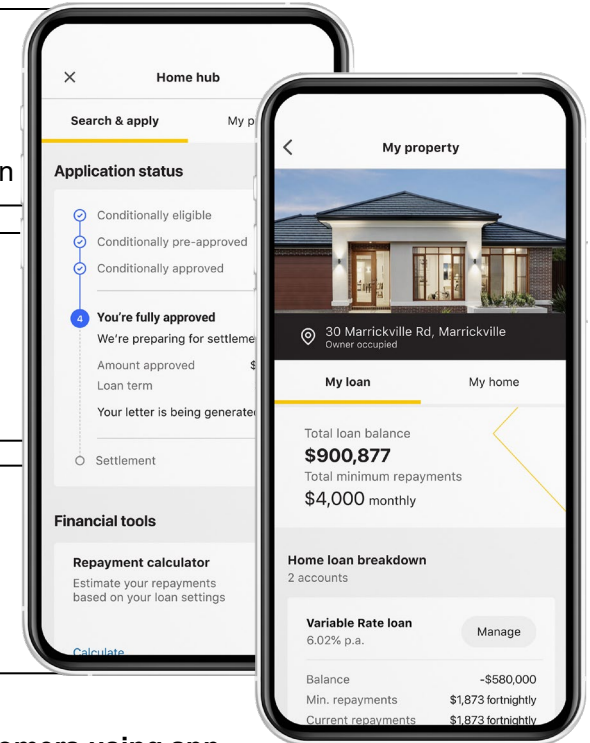 Home hub
Search & apply
Application status
Conditionally eligible
Conditionally pre-approved
Conditionally approved
4
You're fully approved
We're preparing for
Amount approved
Loan term
Your letter is being
Settlement
Financial tools
Repayment calculator
Estimate your repayments
based on your loan settings
Calculate
My property
30 Marrickville Rd, Marrickville
Owner occupied
My loan
My home
Total loan balance
$900,877
Total minimum repayments
$4,000 monthly
Home loan breakdown
2 accounts
Variable Rate loan
6.02% p.a.
Manage
Balance
-$580,000
Min. repayments
$1,873 fortnightly
Current repayments
$1,873 fortnightly
using app